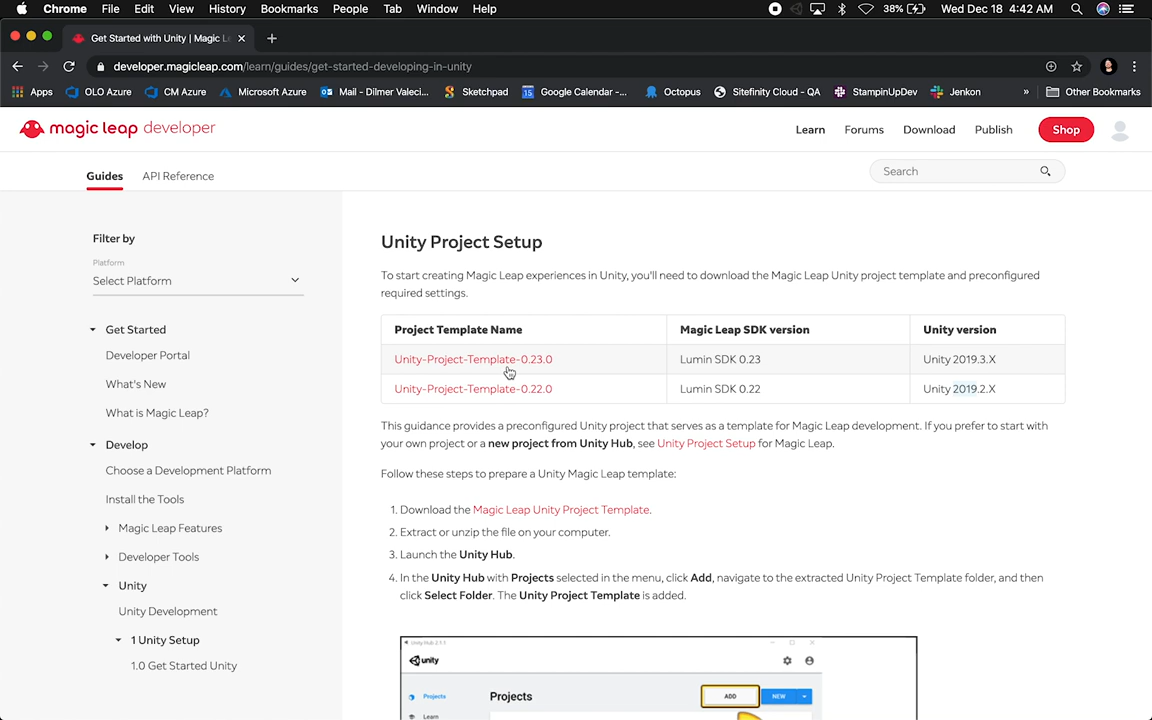 Chrome File Edit View History Bookmarks People Tab Window Help 38% Wed Dec 18 4:42 AM
Get Started with Unity | Magic L
developer.magicleap.com/learn/guides/get-started-developing-in-unity
Apps OLO Azure CM Azure Microsoft Azure Mail - Dilmer Valeci... Sketchpad Google Calendar -... Octopus Sitefinity Cloud - QA StampinUpDev Jenkon » Other Bookmarks
magic leap developer Learn Forums Download Publish Shop
Guides API Reference Search
Filter by
Platform
Select Platform
Get Started
Developer Portal
What's New
What is Magic Leap?
Develop
Choose a Development Platform
Install the Tools
Magic Leap Features
Developer Tools
Unity
Unity Development
1 Unity Setup
1.0 Get Started Unity
Unity Project Setup
To start creating Magic Leap experiences in Unity, you'll need to download the Magic Leap Unity project template and preconfigured
required settings.
Project Template Name Magic Leap SDK version Unity version
Unity-Project-Template-0.23.0 Lumin SDK 0.23 Unity 2019.3.X
Unity-Project-Template-0.22.0 Lumin SDK 0.22 Unity 2019.2.X
This guidance provides a preconfigured Unity project that serves as a template for Magic Leap development. If you prefer to start with
your own project or a new project from Unity Hub, see Unity Project Setup for Magic Leap.
Follow these steps to prepare a Unity Magic Leap template:
1. Download the Magic Leap Unity Project Template.
2. Extract or unzip the file on your computer.
3. Launch the Unity Hub.
4. In the Unity Hub with Projects selected in the menu, click Add, navigate to the extracted Unity Project Template folder, and then
click Select Folder. The Unity Project Template is added.
Unity Hub 2.1.1
unity
Projects Projects ADD NEW
Learn